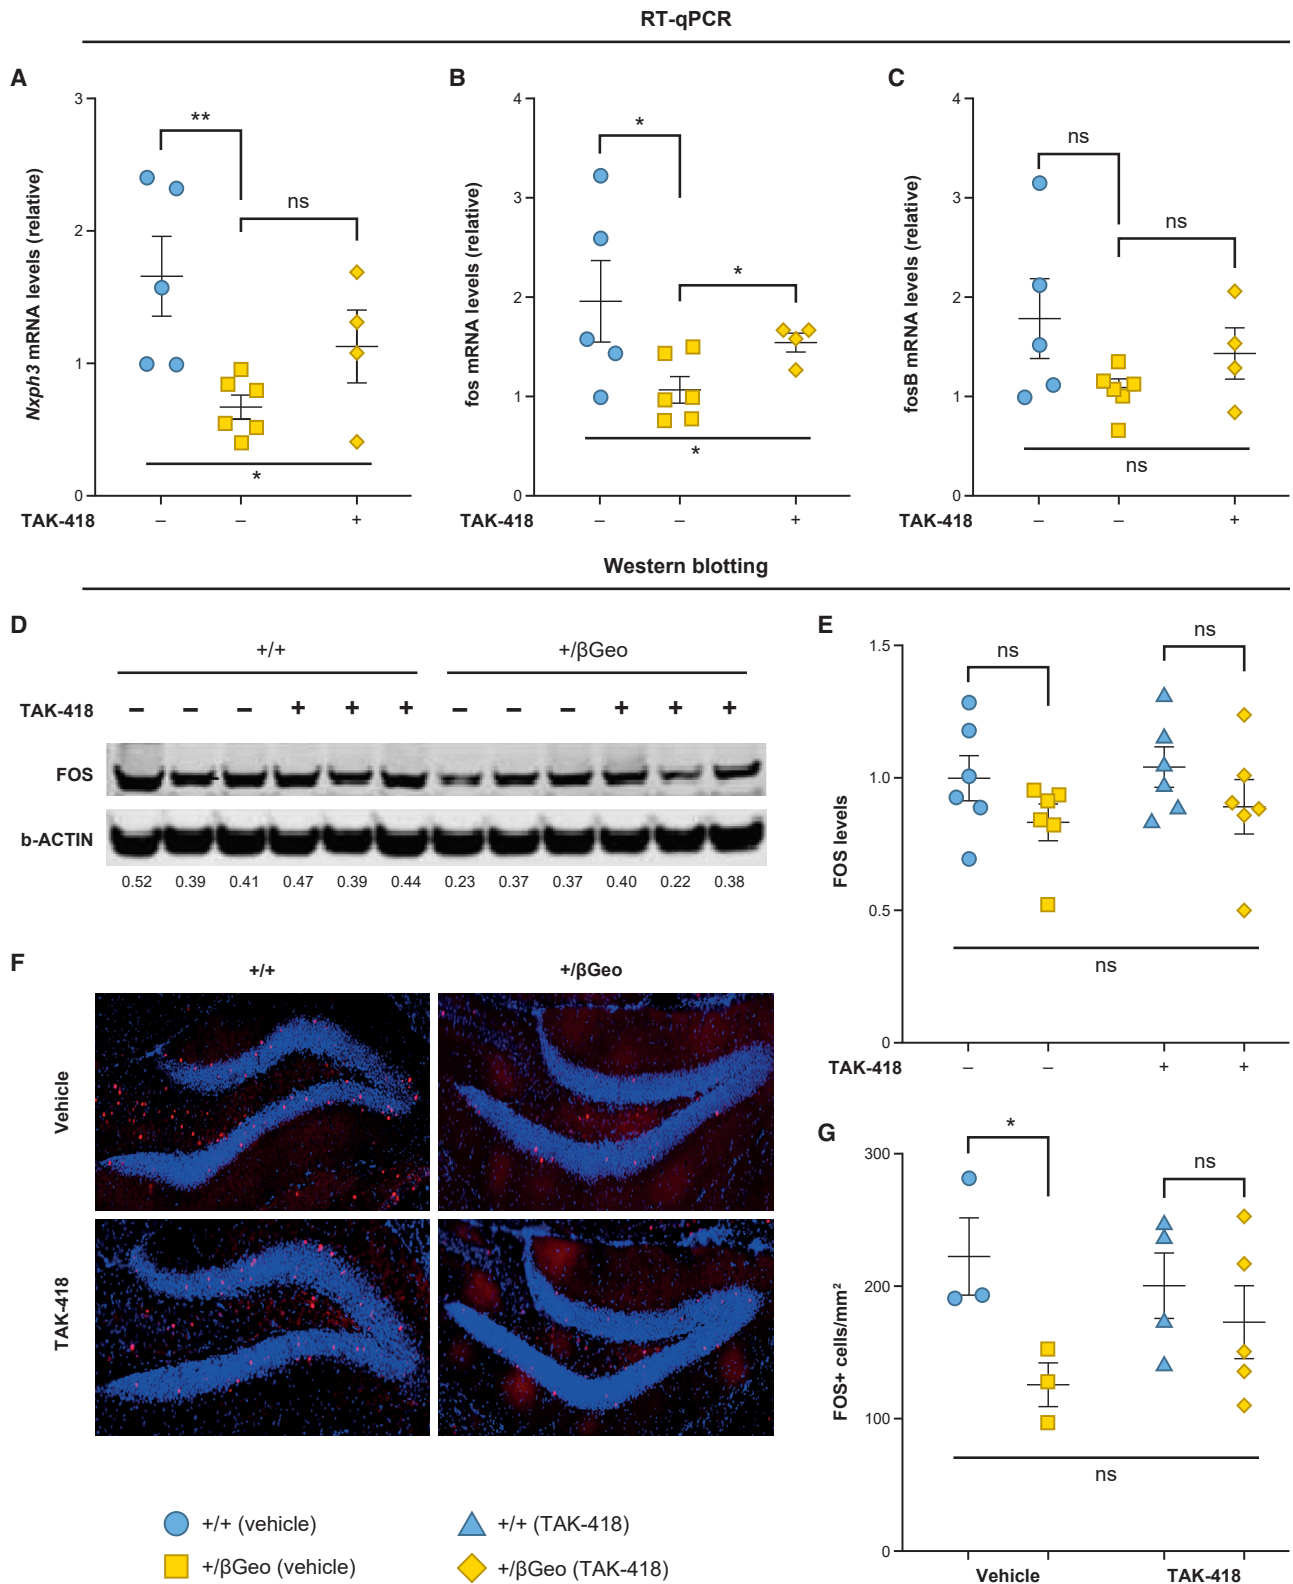 RT-qPCR
A
B
C
Nxph3 mRNA levels (relative)
3
2
1
0
**
ns
*
TAK-418
–
–
+
fos mRNA levels (relative)
4
3
2
1
0
*
*
*
TAK-418
–
–
+
fosB mRNA levels (relative)
4
3
2
1
0
ns
ns
ns
TAK-418
–
–
+
Western blotting
D
+/+
+/βGeo
TAK-418
– – – + + + – – – + + +
FOS
b-ACTIN
0.52 0.39 0.41 0.47 0.39 0.44 0.23 0.37 0.37 0.40 0.22 0.38
E
FOS levels
1.5
1.0
0.5
0
ns
ns
ns
TAK-418
–
–
+
+
F
+/+
+/βGeo
Vehicle
TAK-418
G
FOS+ cells/mm²
300
200
100
0
*
ns
ns
Vehicle
TAK-418
+/+ (vehicle)
+/+ (TAK-418)
+/βGeo (vehicle)
+/βGeo (TAK-418)